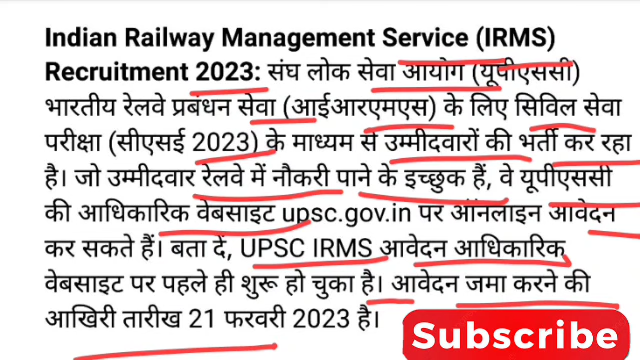 Indian Railway Management Service (IRMS)
Recruitment 2023: संघ लोक सेवा आयोग (यूपीएससी)
भारतीय रेलवे प्रबंधन सेवा (आईआरएमएस) के लिए सिविल सेवा
परीक्षा (सीएसई 2023) के माध्यम से उम्मीदवारों की भर्ती कर रहा
है। जो उम्मीदवार रेलवे में नौकरी पाने के इच्छुक हैं, वे यूपीएससी
की आधिकारिक वेबसाइट upsc.gov.in पर ऑनलाइन आवेदन
कर सकते हैं। बता दें, UPSC IRMS आवेदन आधिकारिक
वेबसाइट पर पहले ही शुरू हो चुका है। आवेदन जमा करने की
आखिरी तारीख 21 फरवरी 2023 है।
Subscribe